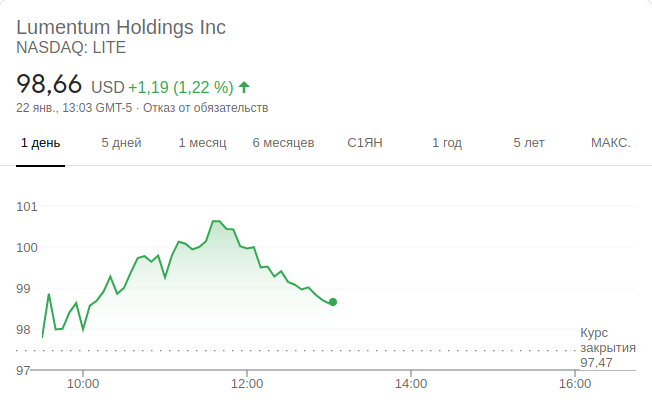 Lumentum Holdings Inc
NASDAQ: LITE
98,66 USD +1,19 (1,22 %)
22 янв., 13:03 GMT-5 · Отказ от обязательств
1 день 5 дней 1 месяц 6 месяцев С1ЯН 1 год 5 лет МАКС.
101
100
99
98
Курс
закрытия
97,47
97
10:00 12:00 14:00 16:00